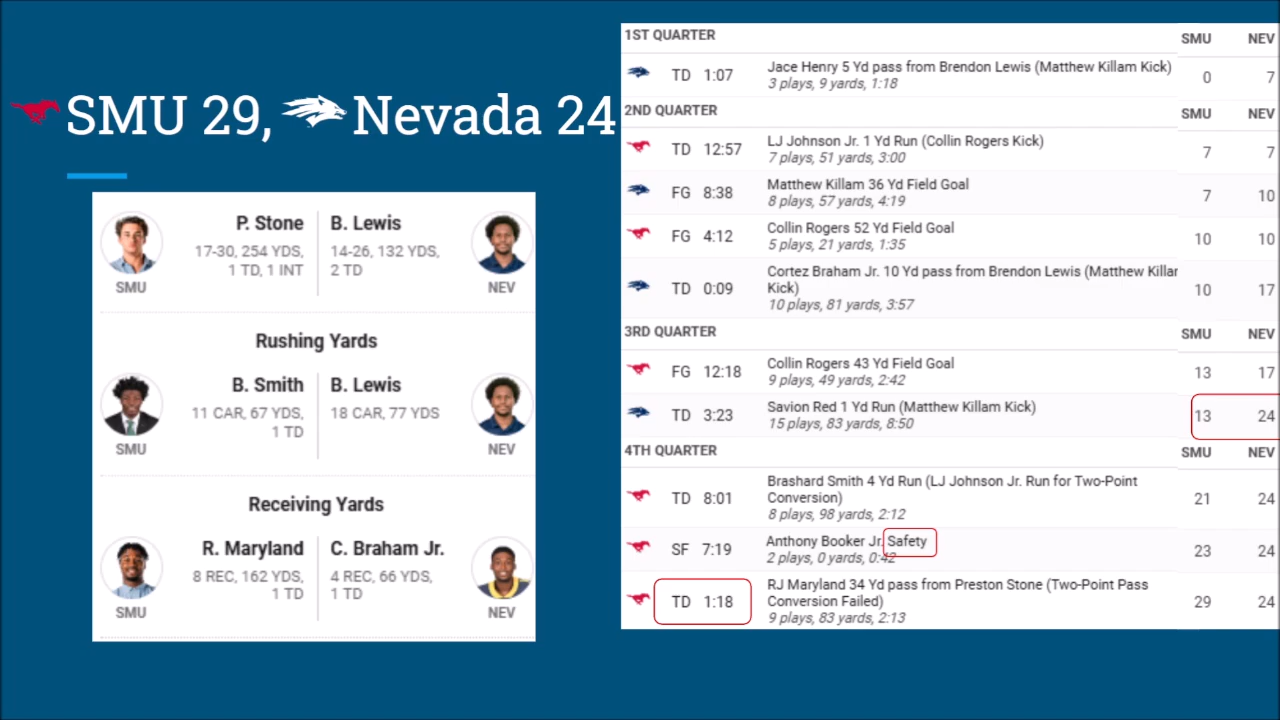 SMU 29, Nevada 24
P. Stone
B. Lewis
17-30, 254 YDS,
1 TD, 1 INT
14-26, 132 YDS,
2 TD
SMU
NEV
Rushing Yards
B. Smith
B. Lewis
11 CAR, 67 YDS,
1 TD
18 CAR, 77 YDS
SMU
NEV
Receiving Yards
R. Maryland
C. Braham Jr.
8 REC, 162 YDS,
1 TD
4 REC, 66 YDS,
1 TD
SMU
NEV
1ST QUARTER SMU NEV
TD 1:07 Jace Henry 5 Yd pass from Brendon Lewis (Matthew Killam Kick) 0 7
3 plays, 9 yards, 1:18
2ND QUARTER SMU NEV
TD 12:57 LJ Johnson Jr. 1 Yd Run (Collin Rogers Kick) 7 7
7 plays, 51 yards, 3:00
FG 8:38 Matthew Killam 36 Yd Field Goal 7 10
8 plays, 57 yards, 4:19
FG 4:12 Collin Rogers 52 Yd Field Goal 10 10
5 plays, 21 yards, 1:35
TD 0:09 Cortez Braham Jr. 10 Yd pass from Brendon Lewis (Matthew Killar 10 17
Kick)
10 plays, 81 yards, 3:57
3RD QUARTER SMU NEV
FG 12:18 Collin Rogers 43 Yd Field Goal 13 17
9 plays, 49 yards, 2:42
TD 3:23 Savion Red 1 Yd Run (Matthew Killam Kick) 13 24
15 plays, 83 yards, 8:50
4TH QUARTER SMU NEV
TD 8:01 Brashard Smith 4 Yd Run (LJ Johnson Jr. Run for Two-Point 21 24
Conversion)
8 plays, 98 yards, 2:12
SF 7:19 Anthony Booker Jr. Safety 23 24
2 plays, 0 yards, 0:42
TD 1:18 RJ Maryland 34 Yd pass from Preston Stone (Two-Point Pass 29 24
Conversion Failed)
9 plays, 83 yards, 2:13